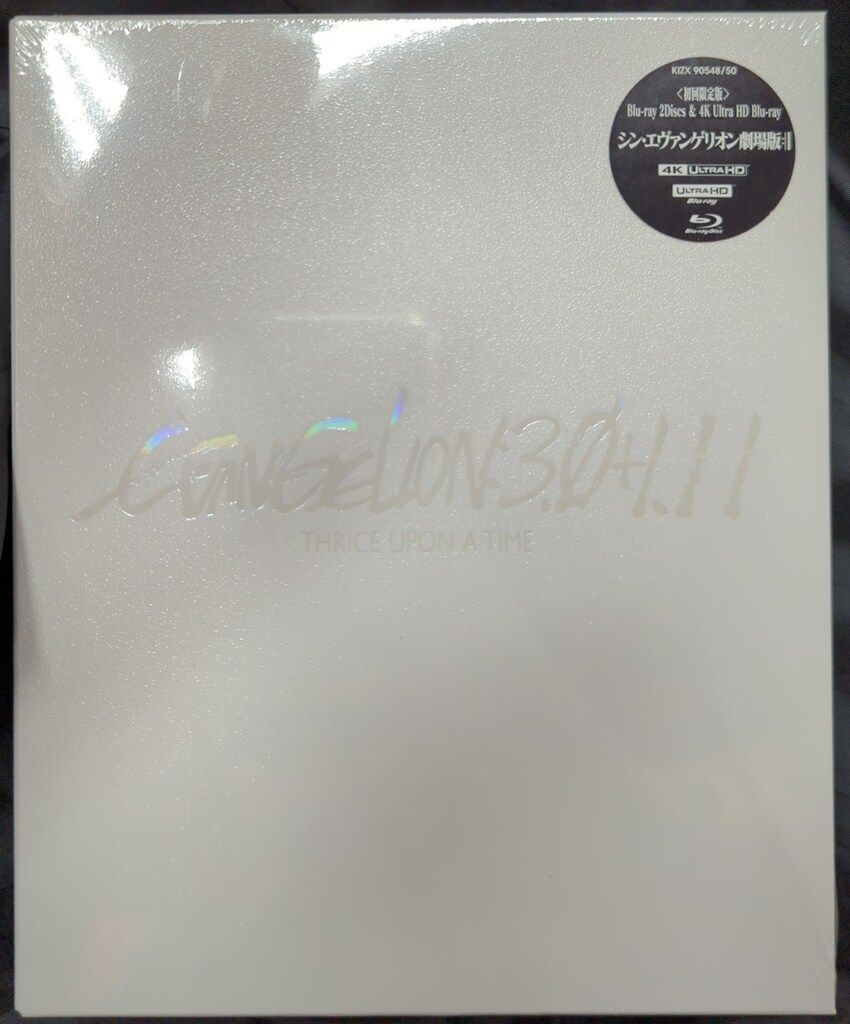 KIZX 90548/50
〈初回限定版〉
Blu-ray 2Discs & 4K Ultra HD Blu-ray
シン・エヴァンゲリオン劇場版:||
4K ULTRA HD
ULTRA HD
Blu-ray
Blu-ray Disc
EVANGELION:3.0+1.11
THRICE UPON A TIME